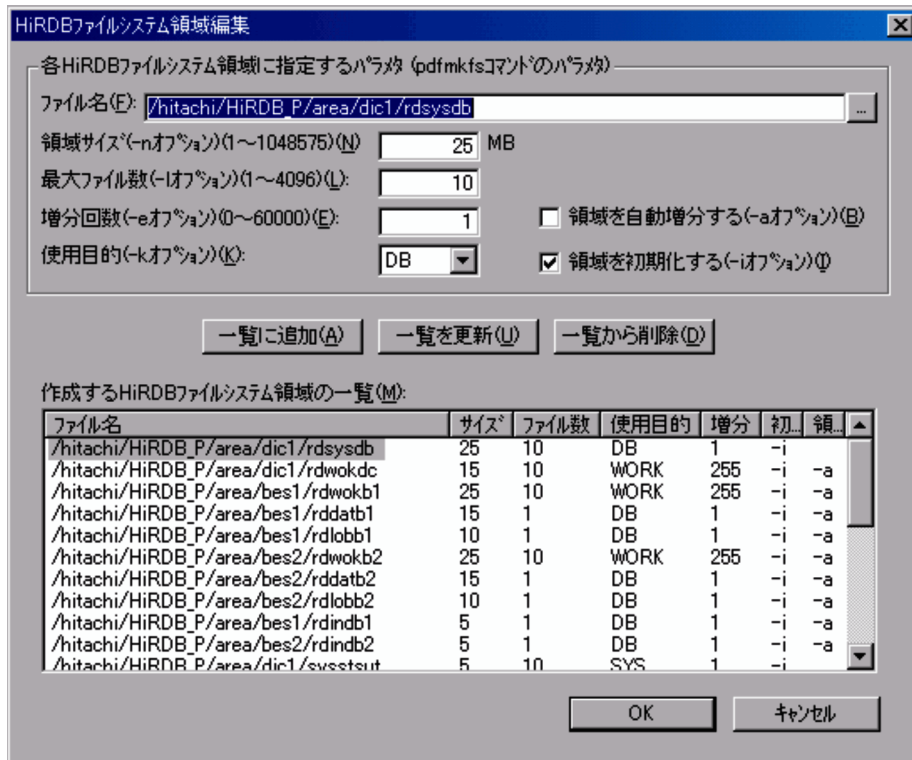 HiRDBﾌｧｲﾙｼｽﾃﾑ領域編集
各HiRDBﾌｧｲﾙｼｽﾃﾑ領域に指定するﾊﾟﾗﾒﾀ (pdfmkfsｺﾏﾝﾄﾞのﾊﾟﾗﾒﾀ)
ﾌｧｲﾙ名(F): /hitachi/HiRDB_P/area/dic1/rdsysdb ...
領域ｻｲｽﾞ(-nｵﾌﾟｼｮﾝ)(1～1048575)(N) 25 MB
最大ﾌｧｲﾙ数(-lｵﾌﾟｼｮﾝ)(1～4096)(L): 10
増分回数(-eｵﾌﾟｼｮﾝ)(0～60000)(E): 1 領域を自動増分する(-aｵﾌﾟｼｮﾝ)(B)
使用目的(-kｵﾌﾟｼｮﾝ)(K): DB 領域を初期化する(-iｵﾌﾟｼｮﾝ)(I)
一覧に追加(A) 一覧を更新(U) 一覧から削除(D)
作成するHiRDBﾌｧｲﾙｼｽﾃﾑ領域の一覧(M):
ﾌｧｲﾙ名 ｻｲｽﾞ ﾌｧｲﾙ数 使用目的 増分 初... 領...
/hitachi/HiRDB_P/area/dic1/rdsysdb 25 10 DB 1 -i
/hitachi/HiRDB_P/area/dic1/rdwokdc 15 10 WORK 255 -i -a
/hitachi/HiRDB_P/area/bes1/rdwokb1 25 10 WORK 255 -i -a
/hitachi/HiRDB_P/area/bes1/rddatb1 15 1 DB 1 -i -a
/hitachi/HiRDB_P/area/bes1/rdlobb1 10 1 DB 1 -i -a
/hitachi/HiRDB_P/area/bes2/rdwokb2 25 10 WORK 255 -i -a
/hitachi/HiRDB_P/area/bes2/rddatb2 15 1 DB 1 -i -a
/hitachi/HiRDB_P/area/bes2/rdlobb2 10 1 DB 1 -i -a
/hitachi/HiRDB_P/area/bes1/rdindb1 5 1 DB 1 -i -a
/hitachi/HiRDB_P/area/bes2/rdindb2 5 1 DB 1 -i -a
/hitachi/HiRDB_P/area/dic1/sysstsut 5 10 SYS 1 -i
OK ｷｬﾝｾﾙ